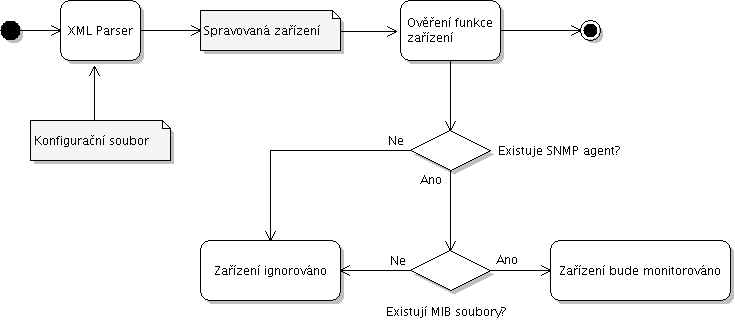 XML Parser
Spravovaná zařízení
Ověření funkce
zařízení
Konfigurační soubor
Ne
Existuje SNMP agent?
Ano
Zařízení ignorováno
Ne
Ano
Zařízení bude monitorováno
Existují MIB soubory?